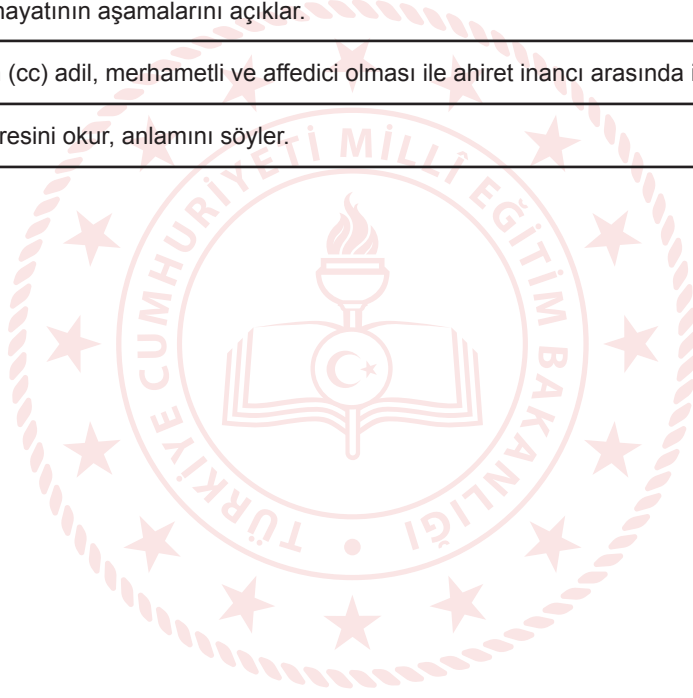 hayatının aşamalarını açıklar.
(cc) adil, merhametli ve affedici olması ile ahiret inancı arasında
resini okur, anlamını söyler.
TÜRKİYE CUMHURİYETİ MİLLÎ EĞİTİM BAKANLIĞI